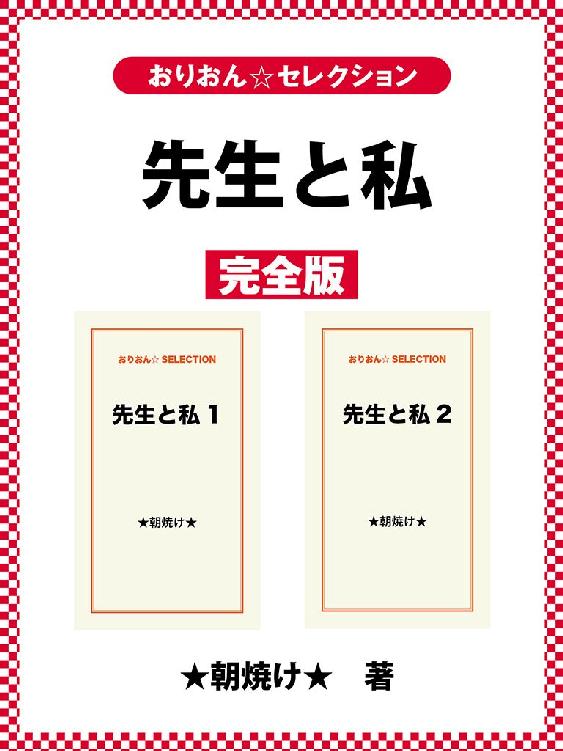 おりおん☆セレクション
先生と私
完全版
おりおん☆ SELECTION
先生と私 1
★朝焼け★
おりおん☆ SELECTION
先生と私 2
★朝焼け★
★朝焼け★　著